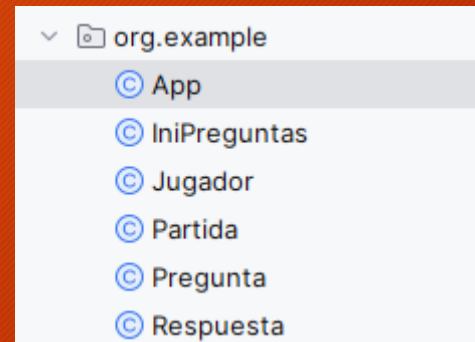 org.example
App
IniPreguntas
Jugador
Partida
Pregunta
Respuesta